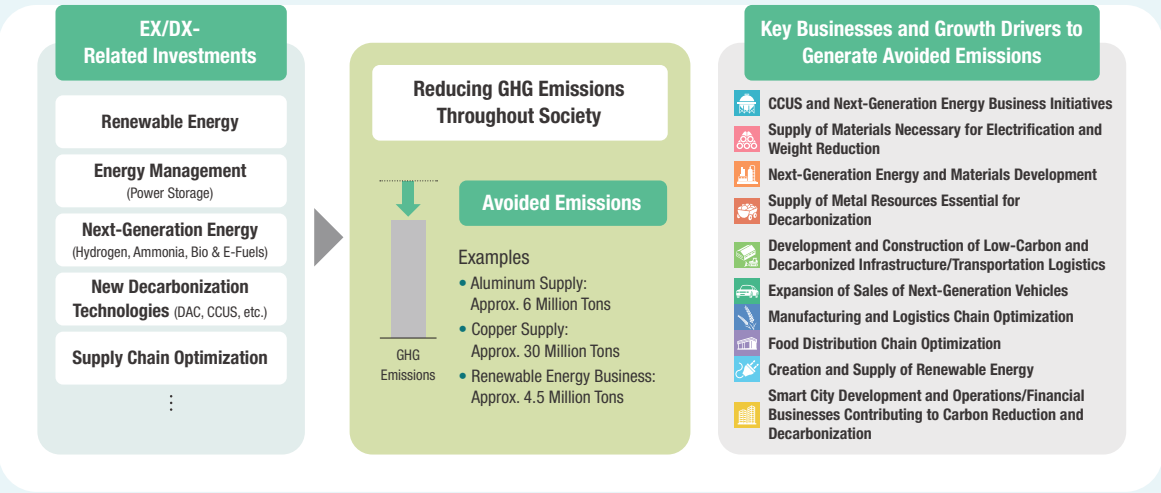 EX/DX-
Related Investments
Renewable Energy
Energy Management
(Power Storage)
Next-Generation Energy
(Hydrogen, Ammonia, Bio & E-Fuels)
New Decarbonization
Technologies (DAC, CCUS, etc.)
Supply Chain Optimization
⋮
Reducing GHG Emissions
Throughout Society
Avoided Emissions
GHG
Emissions
Examples
• Aluminum Supply:
Approx. 6 Million Tons
• Copper Supply:
Approx. 30 Million Tons
• Renewable Energy Business:
Approx. 4.5 Million Tons
Key Businesses and Growth Drivers to
Generate Avoided Emissions
CCUS and Next-Generation Energy Business Initiatives
Supply of Materials Necessary for Electrification and
Weight Reduction
Next-Generation Energy and Materials Development
Supply of Metal Resources Essential for
Decarbonization
Development and Construction of Low-Carbon and
Decarbonized Infrastructure/Transportation Logistics
Expansion of Sales of Next-Generation Vehicles
Manufacturing and Logistics Chain Optimization
Food Distribution Chain Optimization
Creation and Supply of Renewable Energy
Smart City Development and Operations/Financial
Businesses Contributing to Carbon Reduction and
Decarbonization